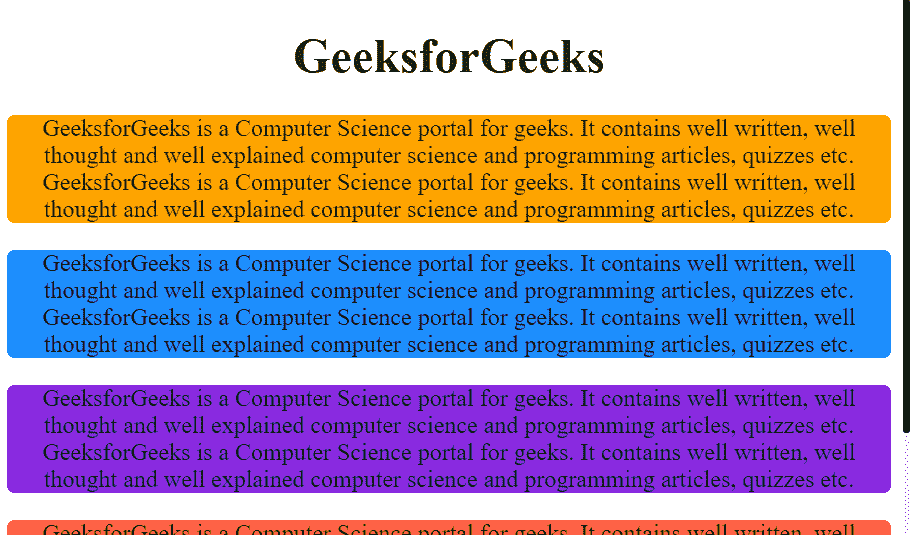 GeeksforGeeks
GeeksforGeeks is a Computer Science portal for geeks. It contains well written, well
thought and well explained computer science and programming articles, quizzes etc.
GeeksforGeeks is a Computer Science portal for geeks. It contains well written, well
thought and well explained computer science and programming articles, quizzes etc.
GeeksforGeeks is a Computer Science portal for geeks. It contains well written, well
thought and well explained computer science and programming articles, quizzes etc.
GeeksforGeeks is a Computer Science portal for geeks. It contains well written, well
thought and well explained computer science and programming articles, quizzes etc.
GeeksforGeeks is a Computer Science portal for geeks. It contains well written, well
thought and well explained computer science and programming articles, quizzes etc.
GeeksforGeeks is a Computer Science portal for geeks. It contains well written, well
thought and well explained computer science and programming articles, quizzes etc.
GeeksforGeeks is a Computer Science portal for geeks. It contains well written, well